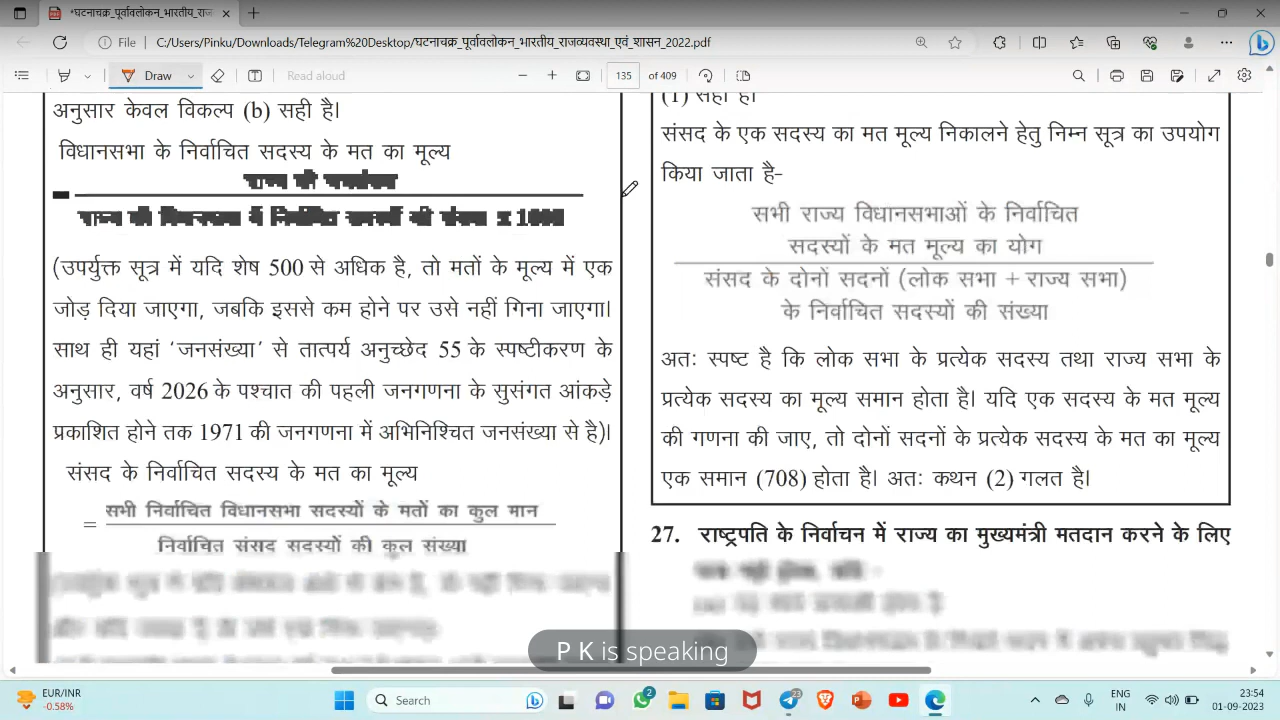 *घटनाचक्र_पूर्वावलोकन_भारतीय_राज
File
C:/Users/Pinku/Downloads/Telegram%20Desktop/घटनाचक्र_पूर्वावलोकन_भारतीय_राजव्यवस्था_एवं_शासन_2022.pdf
Draw
Read aloud
135 of 409
अनुसार केवल विकल्प (b) सही है।
विधानसभा के निर्वाचित सदस्य के मत का मूल्य
(उपर्युक्त सूत्र में यदि शेष 500 से अधिक है, तो मतों के मूल्य में एक
जोड़ दिया जाएगा, जबकि इससे कम होने पर उसे नहीं गिना जाएगा।
साथ ही यहां 'जनसंख्या' से तात्पर्य अनुच्छेद 55 के स्पष्टीकरण के
अनुसार, वर्ष 2026 के पश्चात की पहली जनगणना के सुसंगत आंकड़े
प्रकाशित होने तक 1971 की जनगणना में अभिनिश्चित जनसंख्या से है)।
संसद के निर्वाचित सदस्य के मत का मूल्य
= सभी निर्वाचित विधानसभा सदस्यों के मतों का कुल मान
निर्वाचित संसद सदस्यों की कुल संख्या
(1) सही है।
संसद के एक सदस्य का मत मूल्य निकालने हेतु निम्न सूत्र का उपयोग
किया जाता है-
सभी राज्य विधानसभाओं के निर्वाचित
सदस्यों के मत मूल्य का योग
संसद के दोनों सदनों (लोक सभा + राज्य सभा)
के निर्वाचित सदस्यों की संख्या
अतः स्पष्ट है कि लोक सभा के प्रत्येक सदस्य तथा राज्य सभा के
प्रत्येक सदस्य का मूल्य समान होता है। यदि एक सदस्य के मत मूल्य
की गणना की जाए, तो दोनों सदनों के प्रत्येक सदस्य के मत का मूल्य
एक समान (708) होता है। अतः कथन (2) गलत है।
27. राष्ट्रपति के निर्वाचन में राज्य का मुख्यमंत्री मतदान करने के लिए
P K is speaking
EUR/INR
-0.58%
Search
2
23
ENG
IN
23:54
01-09-2023